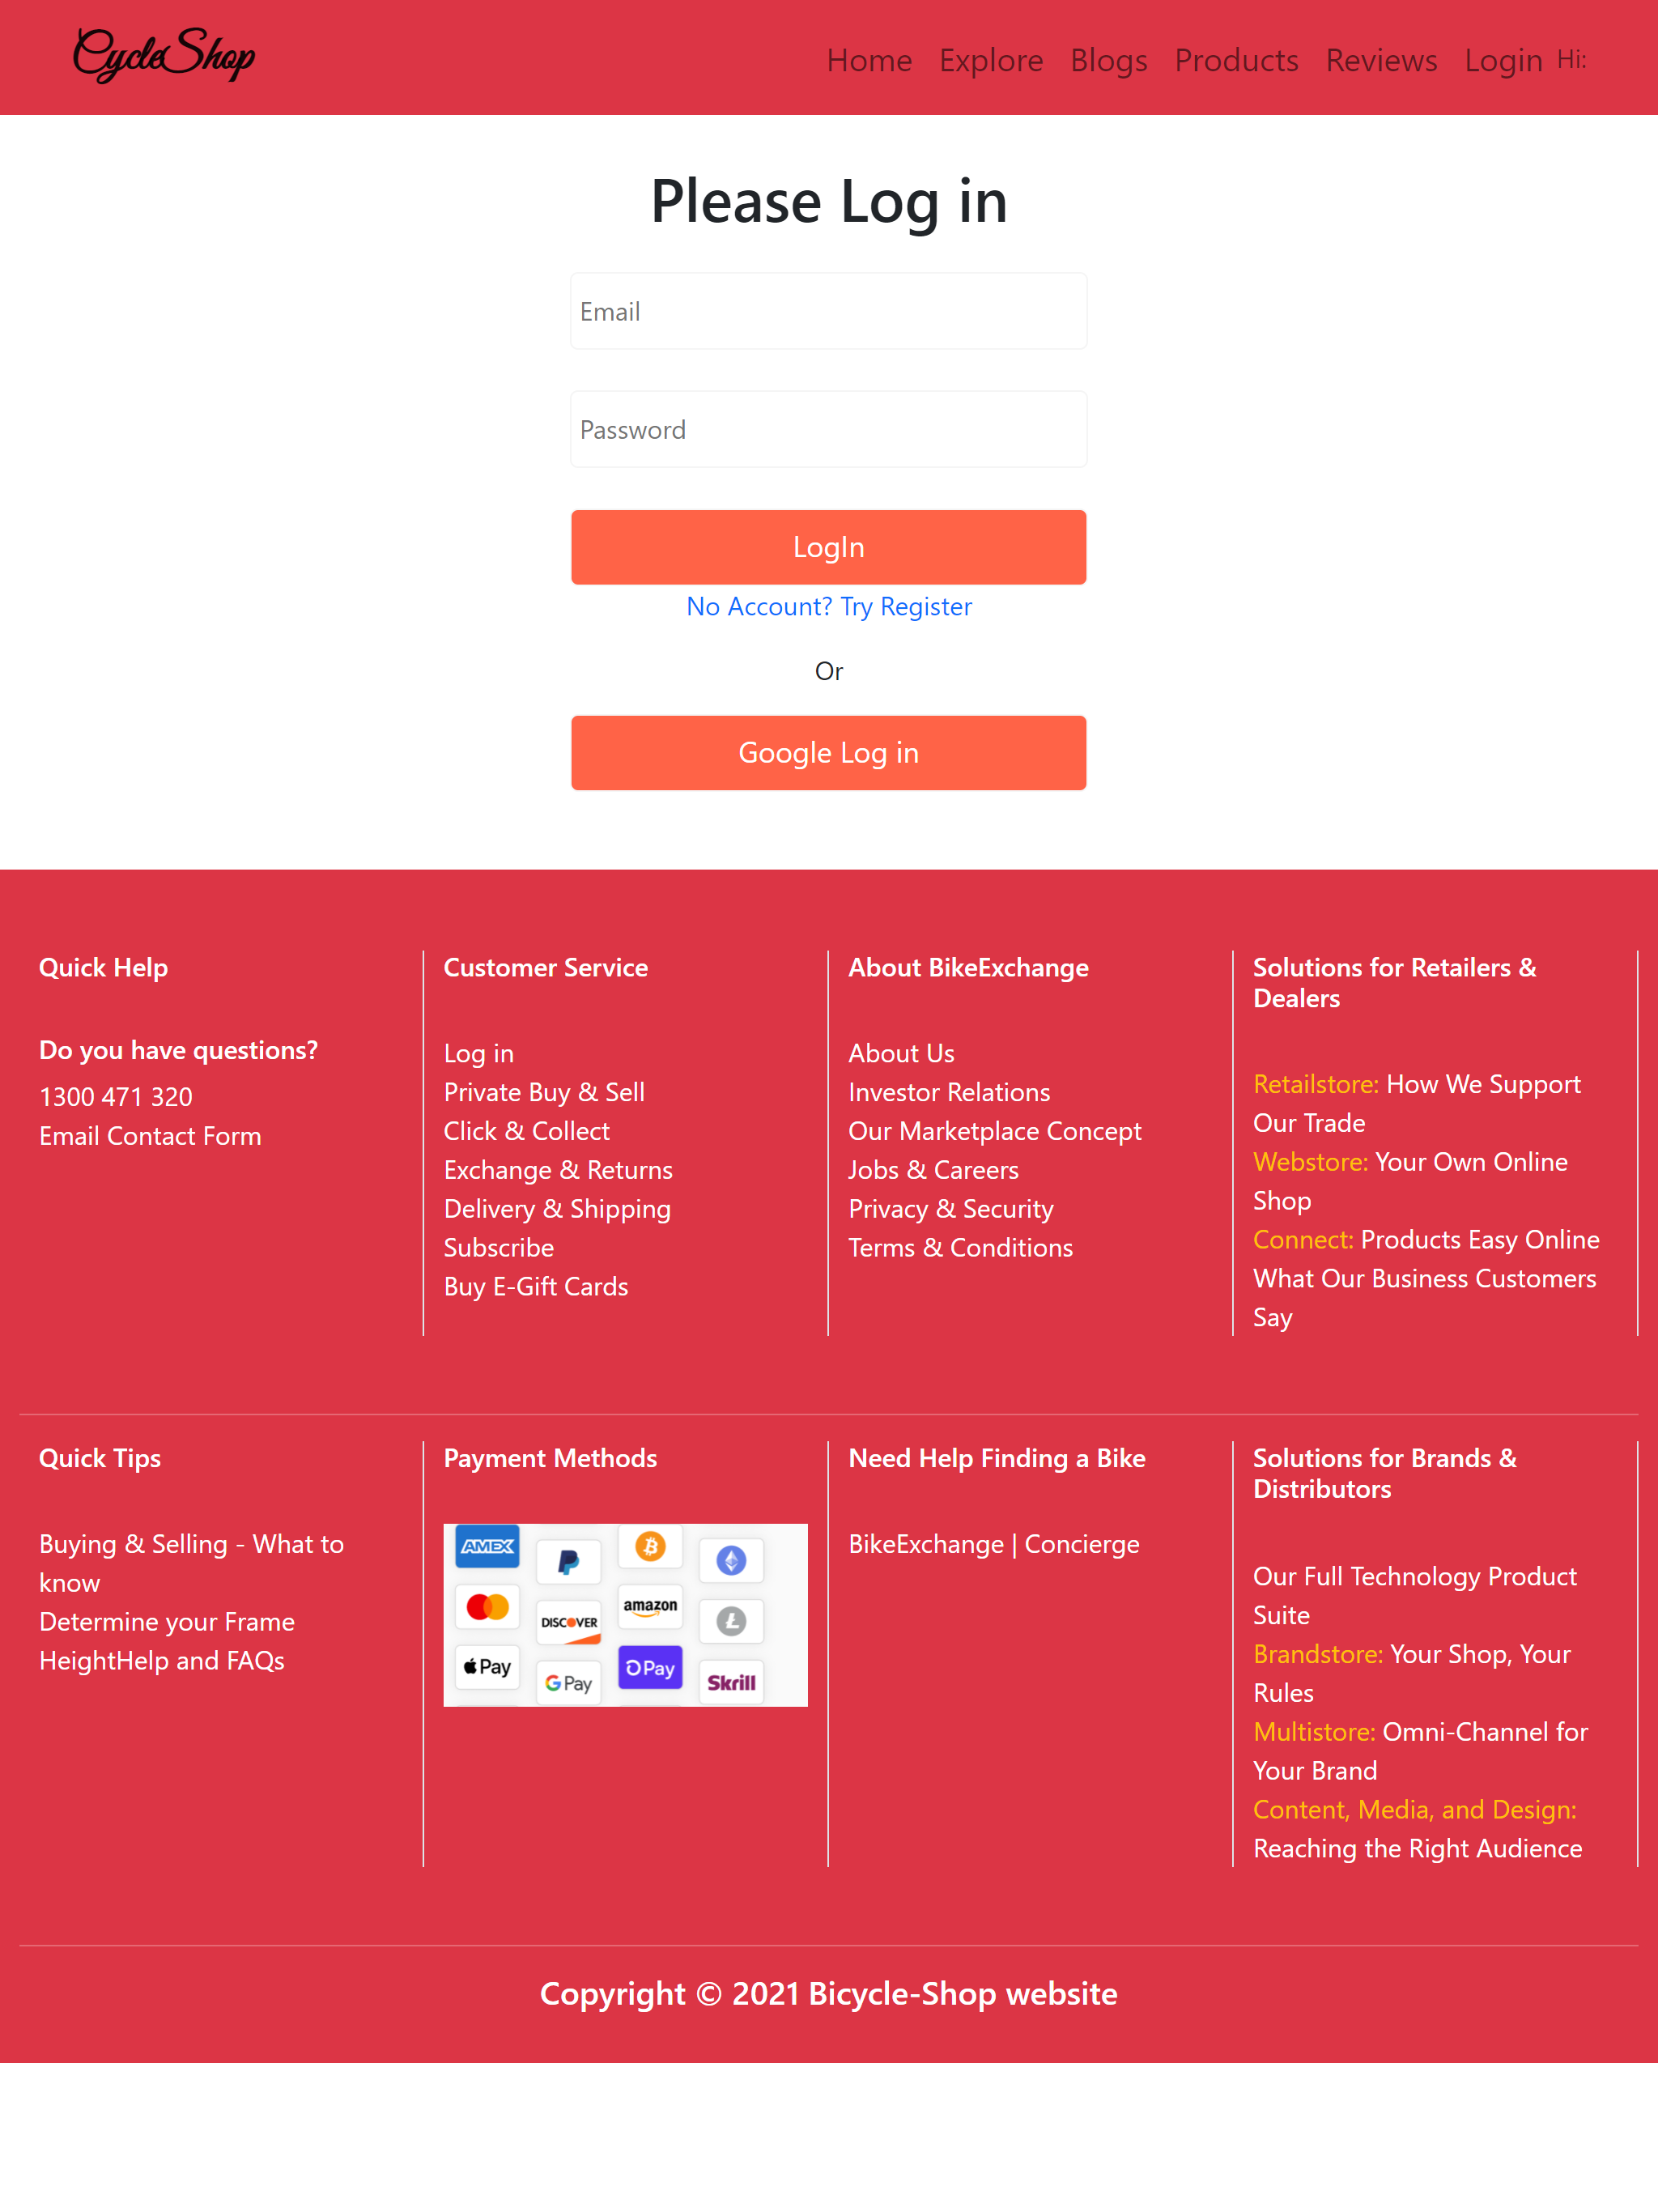 CycleShop
Home Explore Blogs Products Reviews Login Hi:
Please Log in
Email
Password
LogIn
No Account? Try Register
Or
Google Log in
Quick Help
Do you have questions?
1300 471 320
Email Contact Form
Customer Service
Log in
Private Buy & Sell
Click & Collect
Exchange & Returns
Delivery & Shipping
Subscribe
Buy E-Gift Cards
About BikeExchange
About Us
Investor Relations
Our Marketplace Concept
Jobs & Careers
Privacy & Security
Terms & Conditions
Solutions for Retailers &
Dealers
Retailstore: How We Support
Our Trade
Webstore: Your Own Online
Shop
Connect: Products Easy Online
What Our Business Customers
Say
Quick Tips
Buying & Selling - What to
know
Determine your Frame
HeightHelp and FAQs
Payment Methods
AMEX
DISCOVER
amazon
Pay
G Pay
Pay
Skrill
Need Help Finding a Bike
BikeExchange | Concierge
Solutions for Brands &
Distributors
Our Full Technology Product
Suite
Brandstore: Your Shop, Your
Rules
Multistore: Omni-Channel for
Your Brand
Content, Media, and Design:
Reaching the Right Audience
Copyright © 2021 Bicycle-Shop website